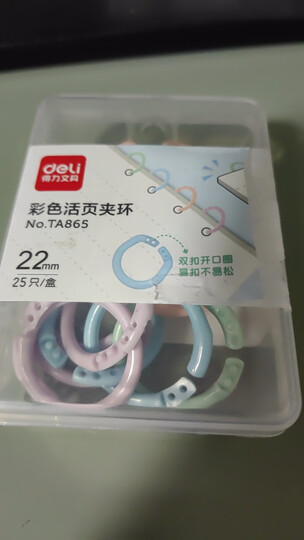 deli
得力文具
彩色活页夹环
No.TA865
22mm
25只/盒
双扣开口圈
易扣不易松